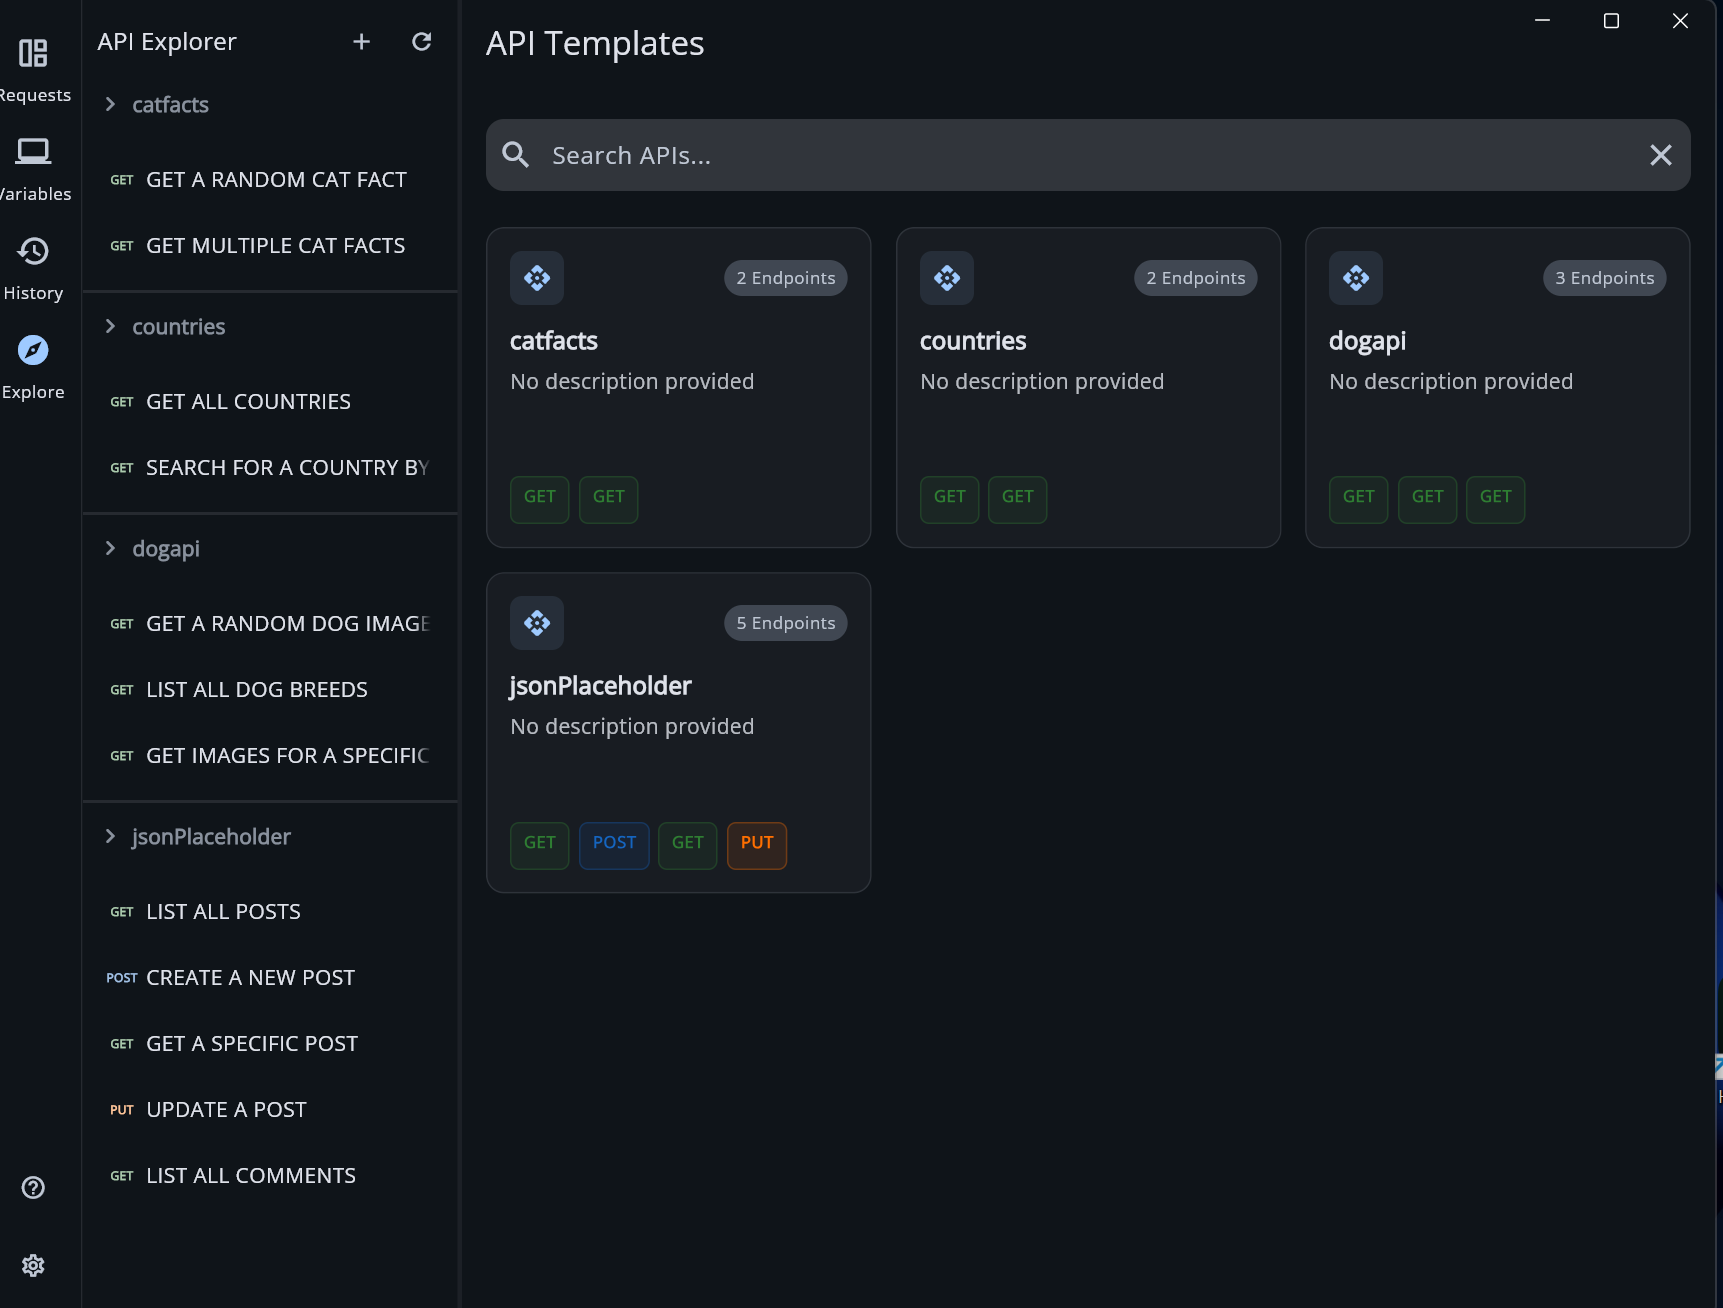 Requests
Variables
History
Explore
API Explorer
catfacts
GET GET A RANDOM CAT FACT
GET GET MULTIPLE CAT FACTS
countries
GET GET ALL COUNTRIES
GET SEARCH FOR A COUNTRY BY
dogapi
GET GET A RANDOM DOG IMAGE
GET LIST ALL DOG BREEDS
GET GET IMAGES FOR A SPECIFIC
jsonPlaceholder
GET LIST ALL POSTS
POST CREATE A NEW POST
GET GET A SPECIFIC POST
PUT UPDATE A POST
GET LIST ALL COMMENTS
API Templates
Search APIs...
2 Endpoints
catfacts
No description provided
GET GET
2 Endpoints
countries
No description provided
GET GET
3 Endpoints
dogapi
No description provided
GET GET GET
5 Endpoints
jsonPlaceholder
No description provided
GET POST GET PUT